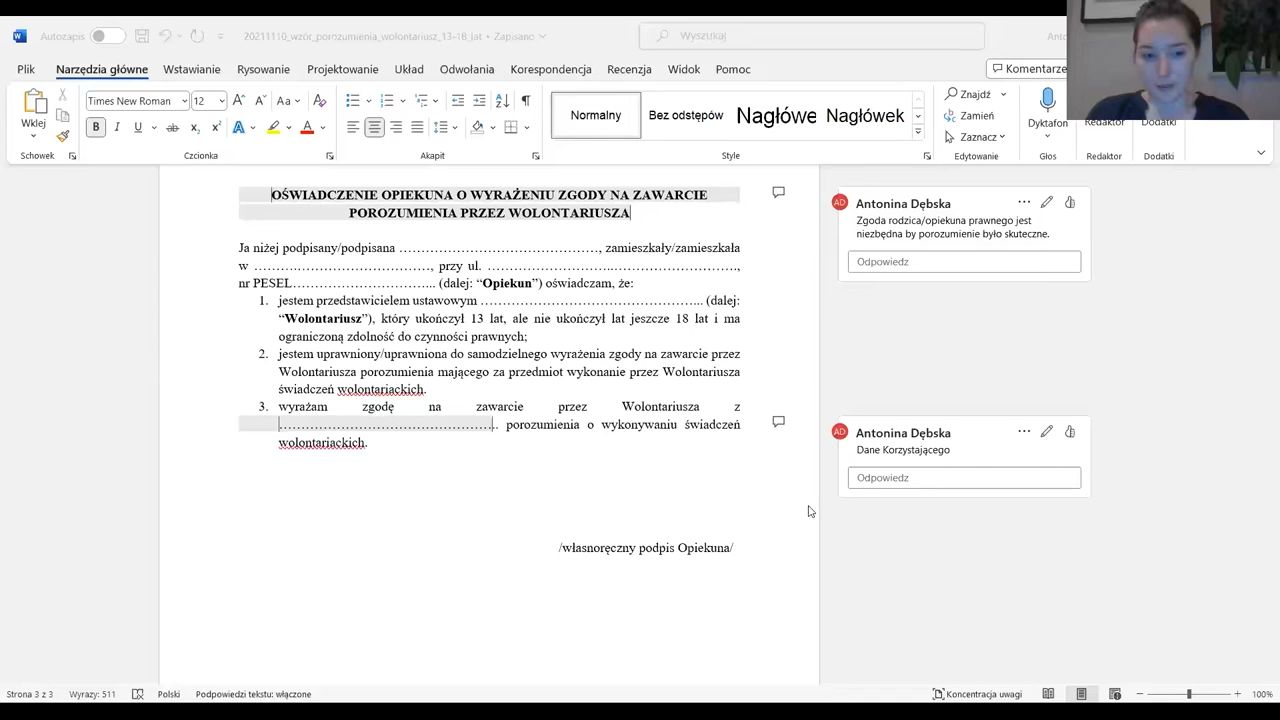 Autozapis
20211110_wzór_porozumienia_wolontariusz_13-18_lat • Zapisano
Wyszukaj
Plik Narzędzia główne Wstawianie Rysowanie Projektowanie Układ Odwołania Korespondencja Recenzja Widok Pomoc Komentarze
Times New Roman 12 Aa
Wklej
Normalny Bez odstępów Nagłówe Nagłówek
Znajdź
Zamień
Zaznacz
Dyktafon Redaktor Dodatki
Schowek Czcionka Akapit Style Edytowanie Głos Redaktor Dodatki
OŚWIADCZENIE OPIEKUNA O WYRAŻENIU ZGODY NA ZAWARCIE
POROZUMIENIA PRZEZ WOLONTARIUSZA
Ja niżej podpisany/podpisana ………………………………………, zamieszkały/zamieszkała
w ……….…………………………, przy ul. ………………………..……………………….,
nr PESEL………………………….. (dalej: “Opiekun”) oświadczam, że:
1. jestem przedstawicielem ustawowym ………………………………………….. (dalej:
“Wolontariusz”), który ukończył 13 lat, ale nie ukończył lat jeszcze 18 lat i ma
ograniczoną zdolność do czynności prawnych;
2. jestem uprawniony/uprawniona do samodzielnego wyrażenia zgody na zawarcie przez
Wolontariusza porozumienia mającego za przedmiot wykonanie przez Wolontariusza
świadczeń wolontariackich.
3. wyrażam zgodę na zawarcie przez Wolontariusza z
………………………………………….. porozumienia o wykonywaniu świadczeń
wolontariackich.
/własnoręczny podpis Opiekuna/
AD Antonina Dębska
Zgoda rodzica/opiekuna prawnego jest
niezbędna by porozumienie było skuteczne.
Odpowiedz
AD Antonina Dębska
Dane Korzystającego
Odpowiedz
Strona 3 z 3 Wyrazy: 511 Polski Podpowiedzi tekstu: włączone Koncentracja uwagi 100%